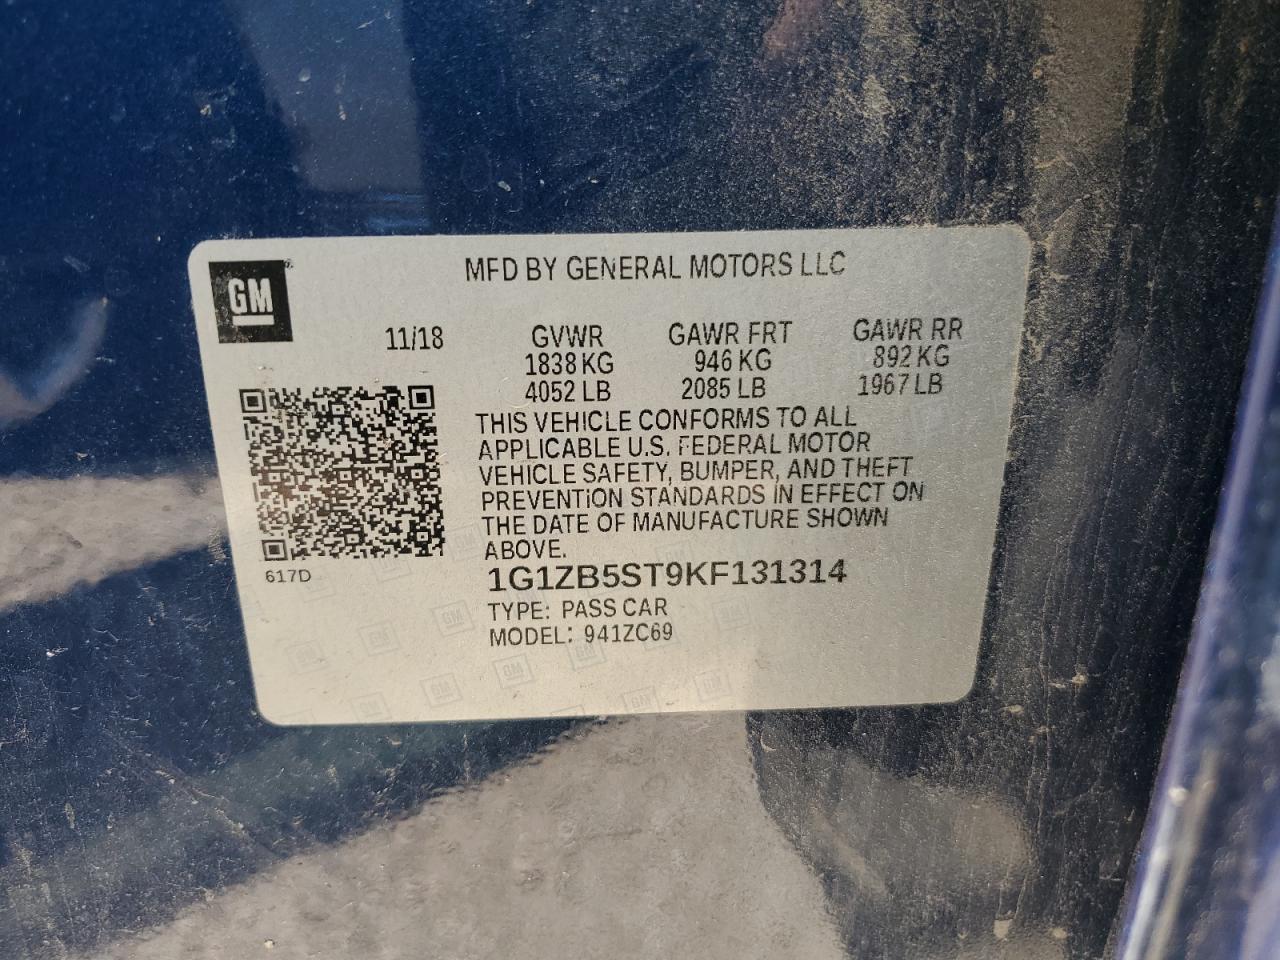 GM
MFD BY GENERAL MOTORS LLC
11/18 GVWR GAWR FRT GAWR RR
1838 KG 946 KG 892 KG
4052 LB 2085 LB 1967 LB
THIS VEHICLE CONFORMS TO ALL
APPLICABLE U.S. FEDERAL MOTOR
VEHICLE SAFETY, BUMPER, AND THEFT
PREVENTION STANDARDS IN EFFECT ON
THE DATE OF MANUFACTURE SHOWN
ABOVE.
617D
1G1ZB5ST9KF131314
TYPE: PASS CAR
MODEL: 941ZC69